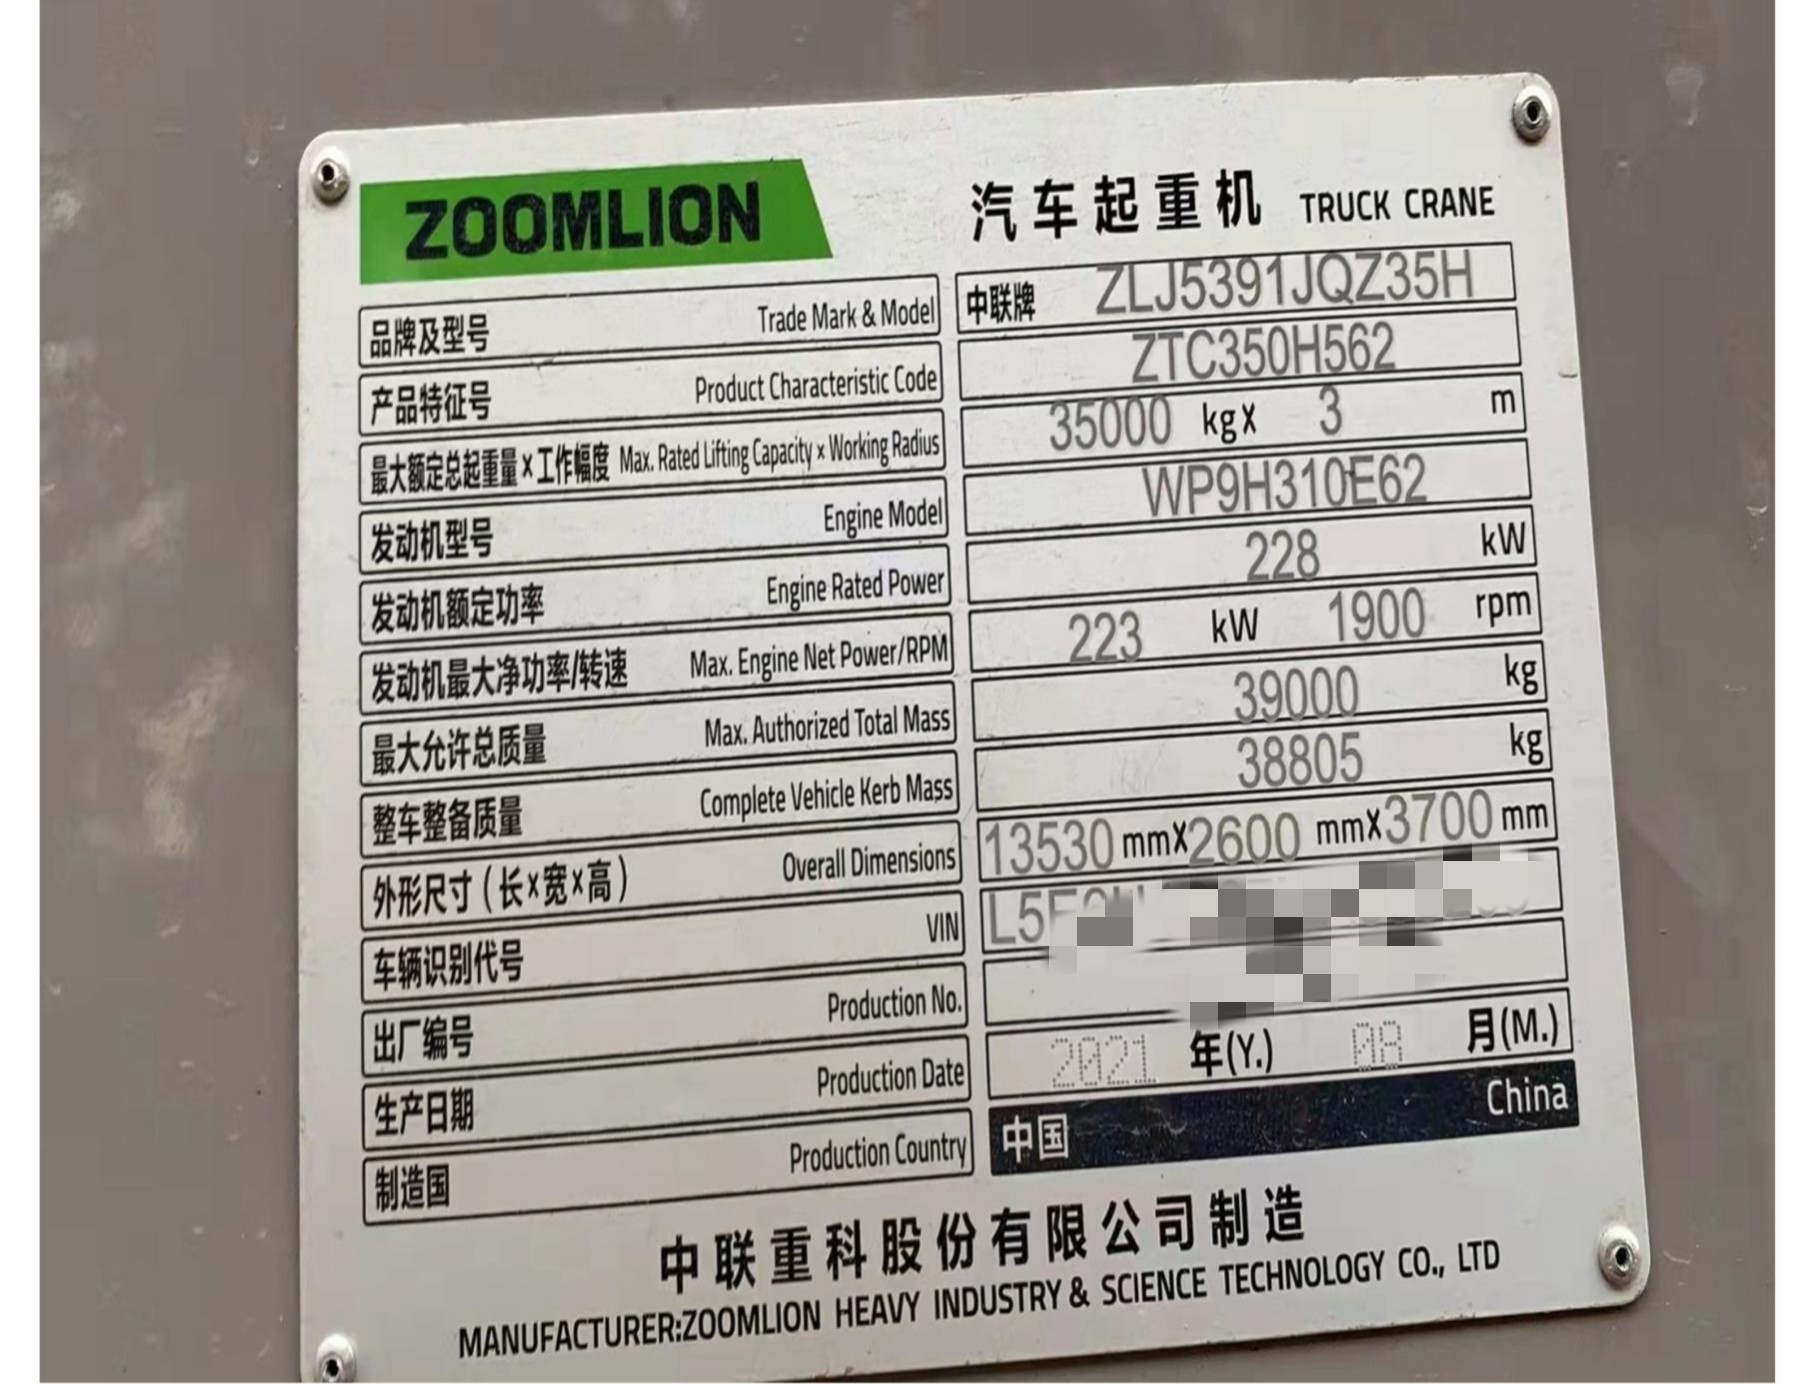 ZOOMLION 汽车起重机 TRUCK CRANE
品牌及型号 Trade Mark & Model 中联牌 ZLJ5391JQZ35H
产品特征号 Product Characteristic Code ZTC350H562
最大额定总起重量×工作幅度 Max. Rated Lifting Capacity × Working Radius 35000 kg× 3 m
发动机型号 Engine Model WP9H310E62
发动机额定功率 Engine Rated Power 228 kW
发动机最大净功率/转速 Max. Engine Net Power/RPM 223 kW 1900 rpm
最大允许总质量 Max. Authorized Total Mass 39000 kg
整车整备质量 Complete Vehicle Kerb Mass 38805 kg
外形尺寸(长×宽×高) Overall Dimensions 13530 mm×2600 mm×3700 mm
车辆识别代号 VIN
出厂编号 Production No.
生产日期 Production Date 2021 年(Y.) 08 月(M.)
制造国 Production Country 中国 China
中联重科股份有限公司制造
MANUFACTURER:ZOOMLION HEAVY INDUSTRY & SCIENCE TECHNOLOGY CO., LTD